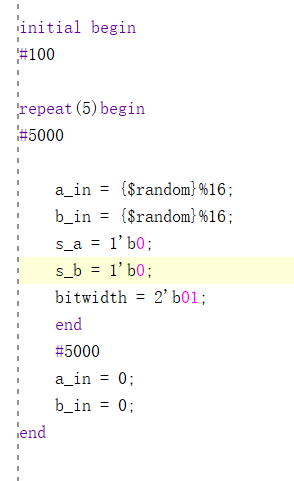 initial begin
#100
repeat(5)begin
#5000
a_in = {$random}%16;
b_in = {$random}%16;
s_a = 1'b0;
s_b = 1'b0;
bitwidth = 2'b01;
end
#5000
a_in = 0;
b_in = 0;
end